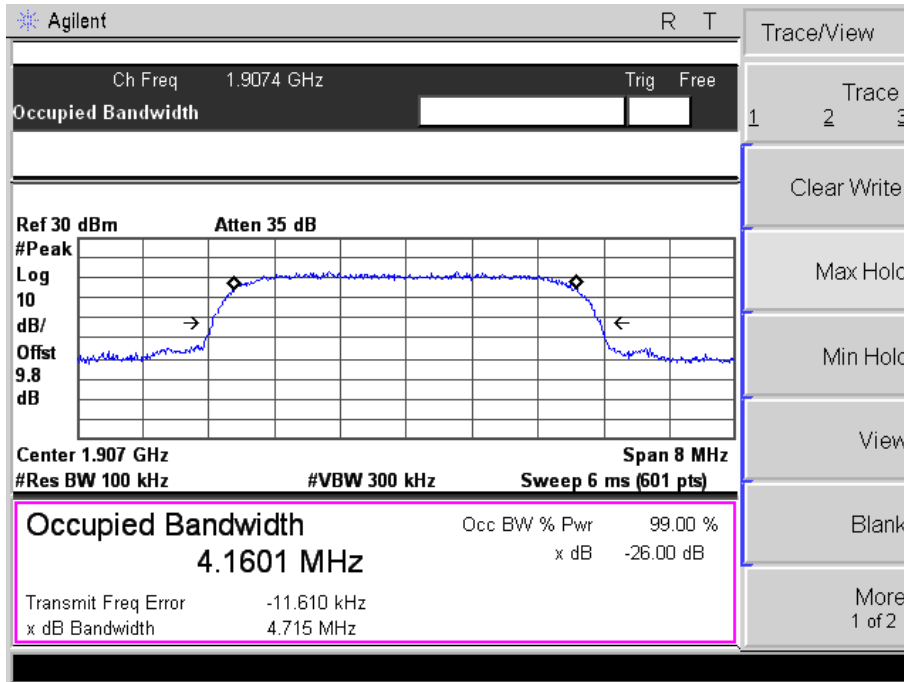 Agilent R T
Trace/View
Ch Freq 1.9074 GHz Trig Free
Occupied Bandwidth
Trace
1 2 3
Clear Write
Max Hold
Min Hold
View
Blank
More
1 of 2
Ref 30 dBm Atten 35 dB
#Peak
Log
10
dB/
Offst
9.8
dB
Center 1.907 GHz Span 8 MHz
#Res BW 100 kHz #VBW 300 kHz Sweep 6 ms (601 pts)
Occupied Bandwidth
4.1601 MHz
Occ BW % Pwr 99.00 %
x dB -26.00 dB
Transmit Freq Error -11.610 kHz
x dB Bandwidth 4.715 MHz